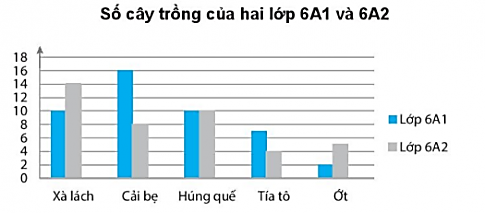 Số cây trồng của hai lớp 6A1 và 6A2
18
16
14
12
10
8
6
4
2
0
Xà lách Cải bẹ Húng quế Tía tô Ớt
Lớp 6A1
Lớp 6A2